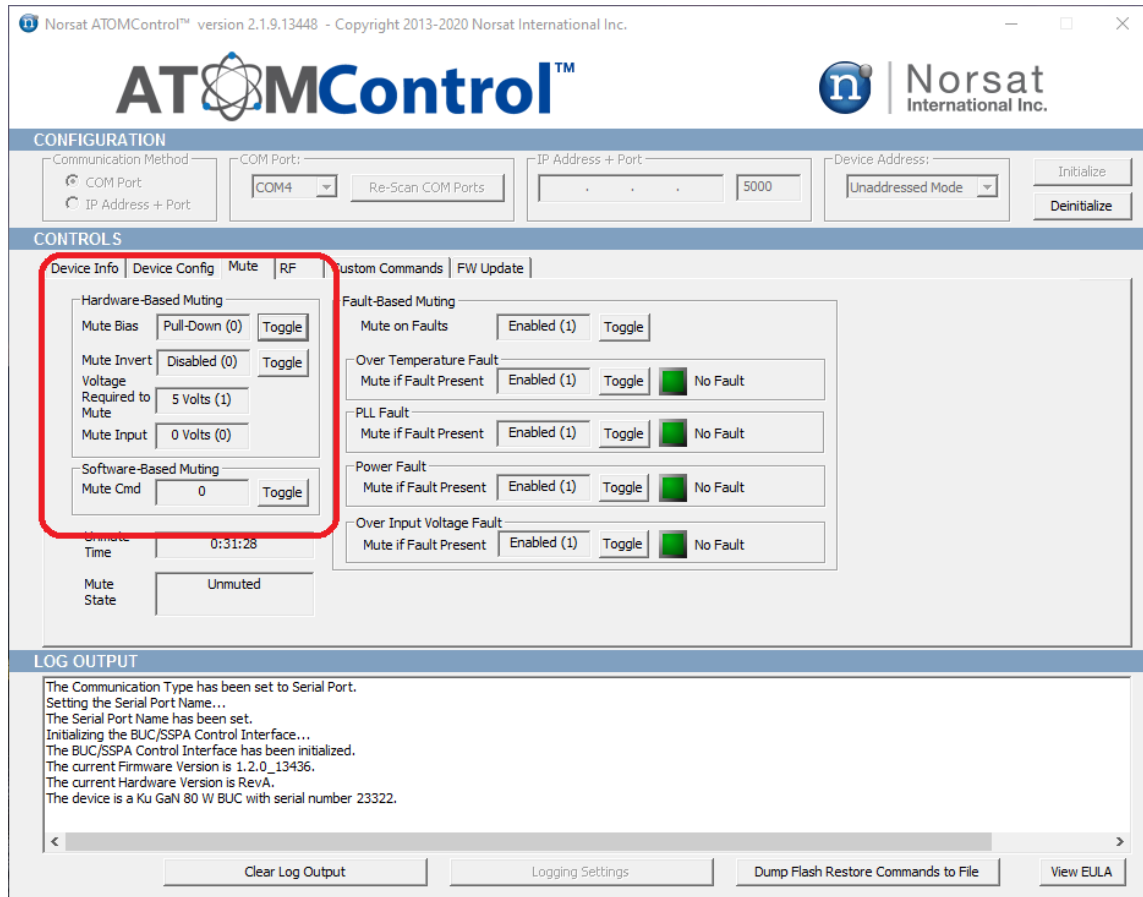 Norsat ATOMControl™ version 2.1.9.13448 - Copyright 2013-2020 Norsat International Inc.
ATOMControl™
n
Norsat
International Inc.
CONFIGURATION
Communication Method
COM Port
IP Address + Port
COM Port:
COM4
Re-Scan COM Ports
IP Address + Port
. . .
5000
Device Address:
Unaddressed Mode
Initialize
Deinitialize
CONTROLS
Device Info
Device Config
Mute
RF
Custom Commands
FW Update
Hardware-Based Muting
Mute Bias
Pull-Down (0)
Toggle
Mute Invert
Disabled (0)
Toggle
Voltage
Required to
Mute
5 Volts (1)
Mute Input
0 Volts (0)
Software-Based Muting
Mute Cmd
0
Toggle
Unmute
Time
0:31:28
Mute
State
Unmuted
Fault-Based Muting
Mute on Faults
Enabled (1)
Toggle
Over Temperature Fault
Mute if Fault Present
Enabled (1)
Toggle
No Fault
PLL Fault
Mute if Fault Present
Enabled (1)
Toggle
No Fault
Power Fault
Mute if Fault Present
Enabled (1)
Toggle
No Fault
Over Input Voltage Fault
Mute if Fault Present
Enabled (1)
Toggle
No Fault
LOG OUTPUT
The Communication Type has been set to Serial Port.
Setting the Serial Port Name...
The Serial Port Name has been set.
Initializing the BUC/SSPA Control Interface...
The BUC/SSPA Control Interface has been initialized.
The current Firmware Version is 1.2.0_13436.
The current Hardware Version is RevA.
The device is a Ku GaN 80 W BUC with serial number 23322.
Clear Log Output
Logging Settings
Dump Flash Restore Commands to File
View EULA